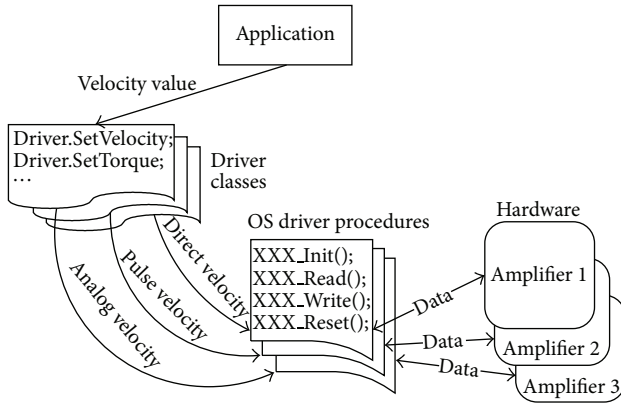 Application
Velocity value
Driver.SetVelocity;
Driver.SetTorque;
...
Driver
classes
OS driver procedures
Hardware
XXX_Init();
XXX_Read();
XXX_Write();
XXX_Reset();
Direct velocity
Pulse velocity
Analog velocity
Data
Data
Data
Amplifier 1
Amplifier 2
Amplifier 3